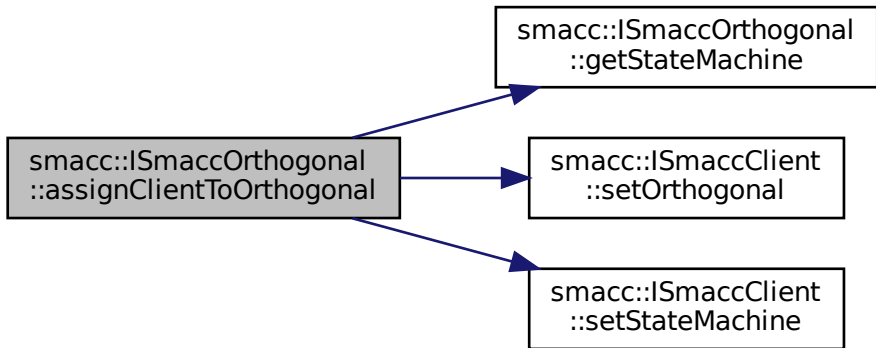 smacc::ISmaccOrthogonal
::getStateMachine
smacc::ISmaccOrthogonal
::assignClientToOrthogonal
smacc::ISmaccClient
::setOrthogonal
smacc::ISmaccClient
::setStateMachine